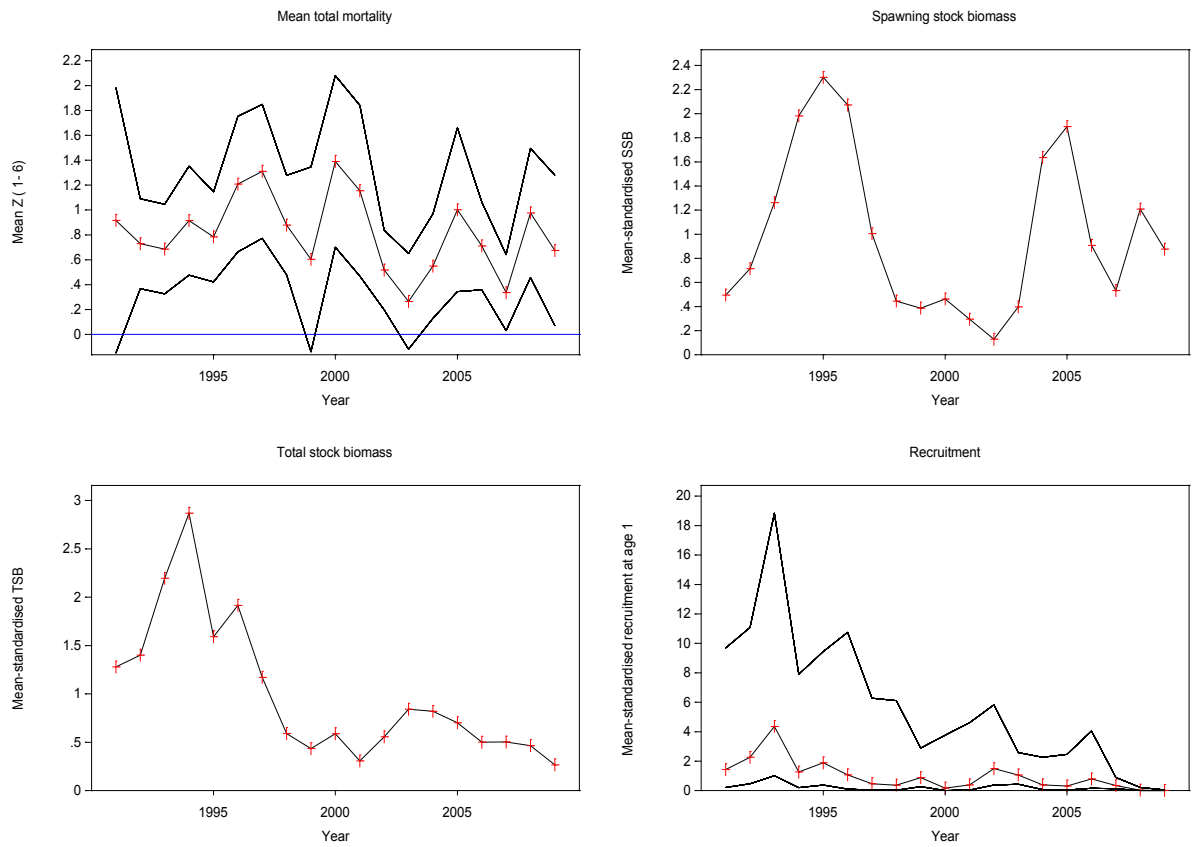 Mean total mortality
Mean Z ( 1- 6)
2.2
2
1.8
1.6
1.4
1.2
1
.8
.6
.4
.2
0
1995 2000 2005
Year
Spawning stock biomass
Mean-standardised SSB
2.4
2.2
2
1.8
1.6
1.4
1.2
1
.8
.6
.4
.2
0
1995 2000 2005
Year
Total stock biomass
Mean-standardised TSB
3
2.5
2
1.5
1
.5
0
1995 2000 2005
Year
Recruitment
Mean-standardised recruitment at age 1
20
18
16
14
12
10
8
6
4
2
0
1995 2000 2005
Year